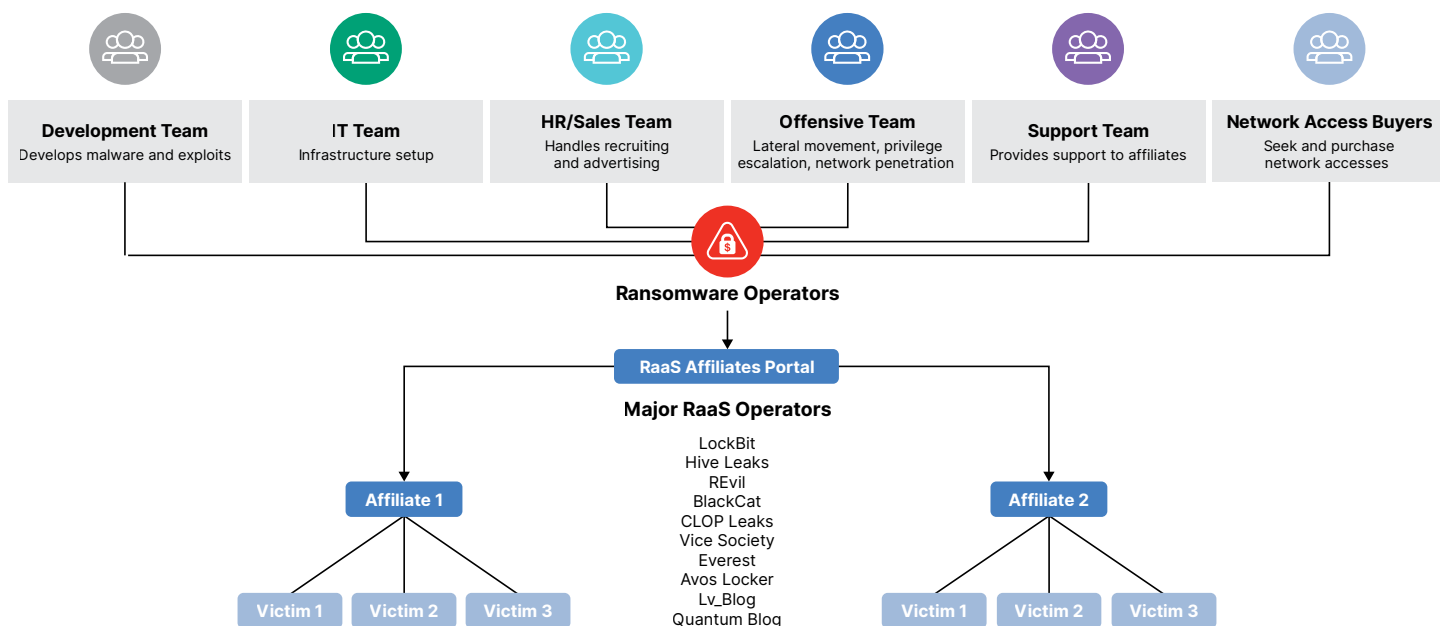 Development Team
Develops malware and exploits
IT Team
Infrastructure setup
HR/Sales Team
Handles recruiting
and advertising
Offensive Team
Lateral movement, privilege
escalation, network penetration
Support Team
Provides support to affiliates
Network Access Buyers
Seek and purchase
network accesses
$
Ransomware Operators
RaaS Affiliates Portal
Major RaaS Operators
LockBit
Hive Leaks
REvil
BlackCat
CLOP Leaks
Vice Society
Everest
Avos Locker
Lv_Blog
Quantum Blog
Affiliate 1
Victim 1
Victim 2
Victim 3
Affiliate 2
Victim 1
Victim 2
Victim 3